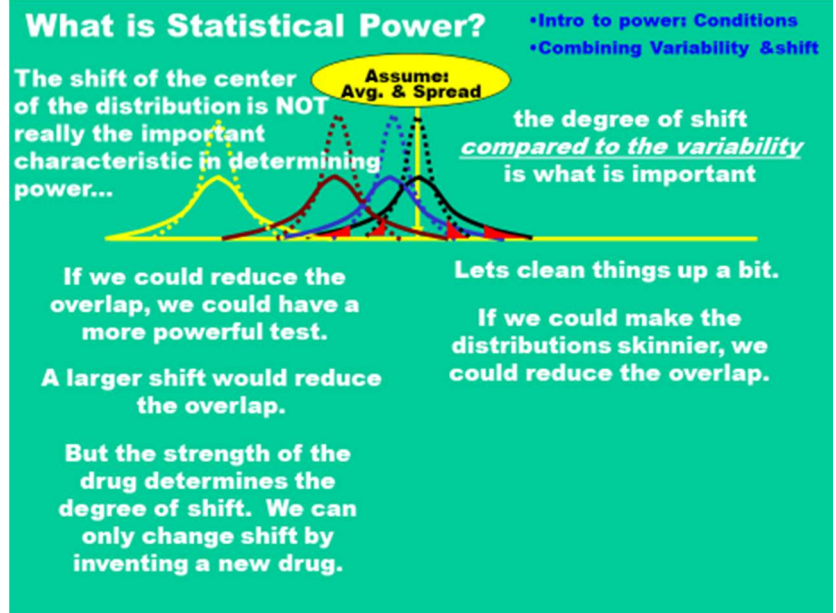 What is Statistical Power?
•Intro to power: Conditions
•Combining Variability &shift
The shift of the center
of the distribution is NOT
really the important
characteristic in determining
power...
Assume:
Avg. & Spread
the degree of shift
compared to the variability
is what is important
If we could reduce the
overlap, we could have a
more powerful test.
A larger shift would reduce
the overlap.
But the strength of the
drug determines the
degree of shift. We can
only change shift by
inventing a new drug.
Lets clean things up a bit.
If we could make the
distributions skinnier, we
could reduce the overlap.